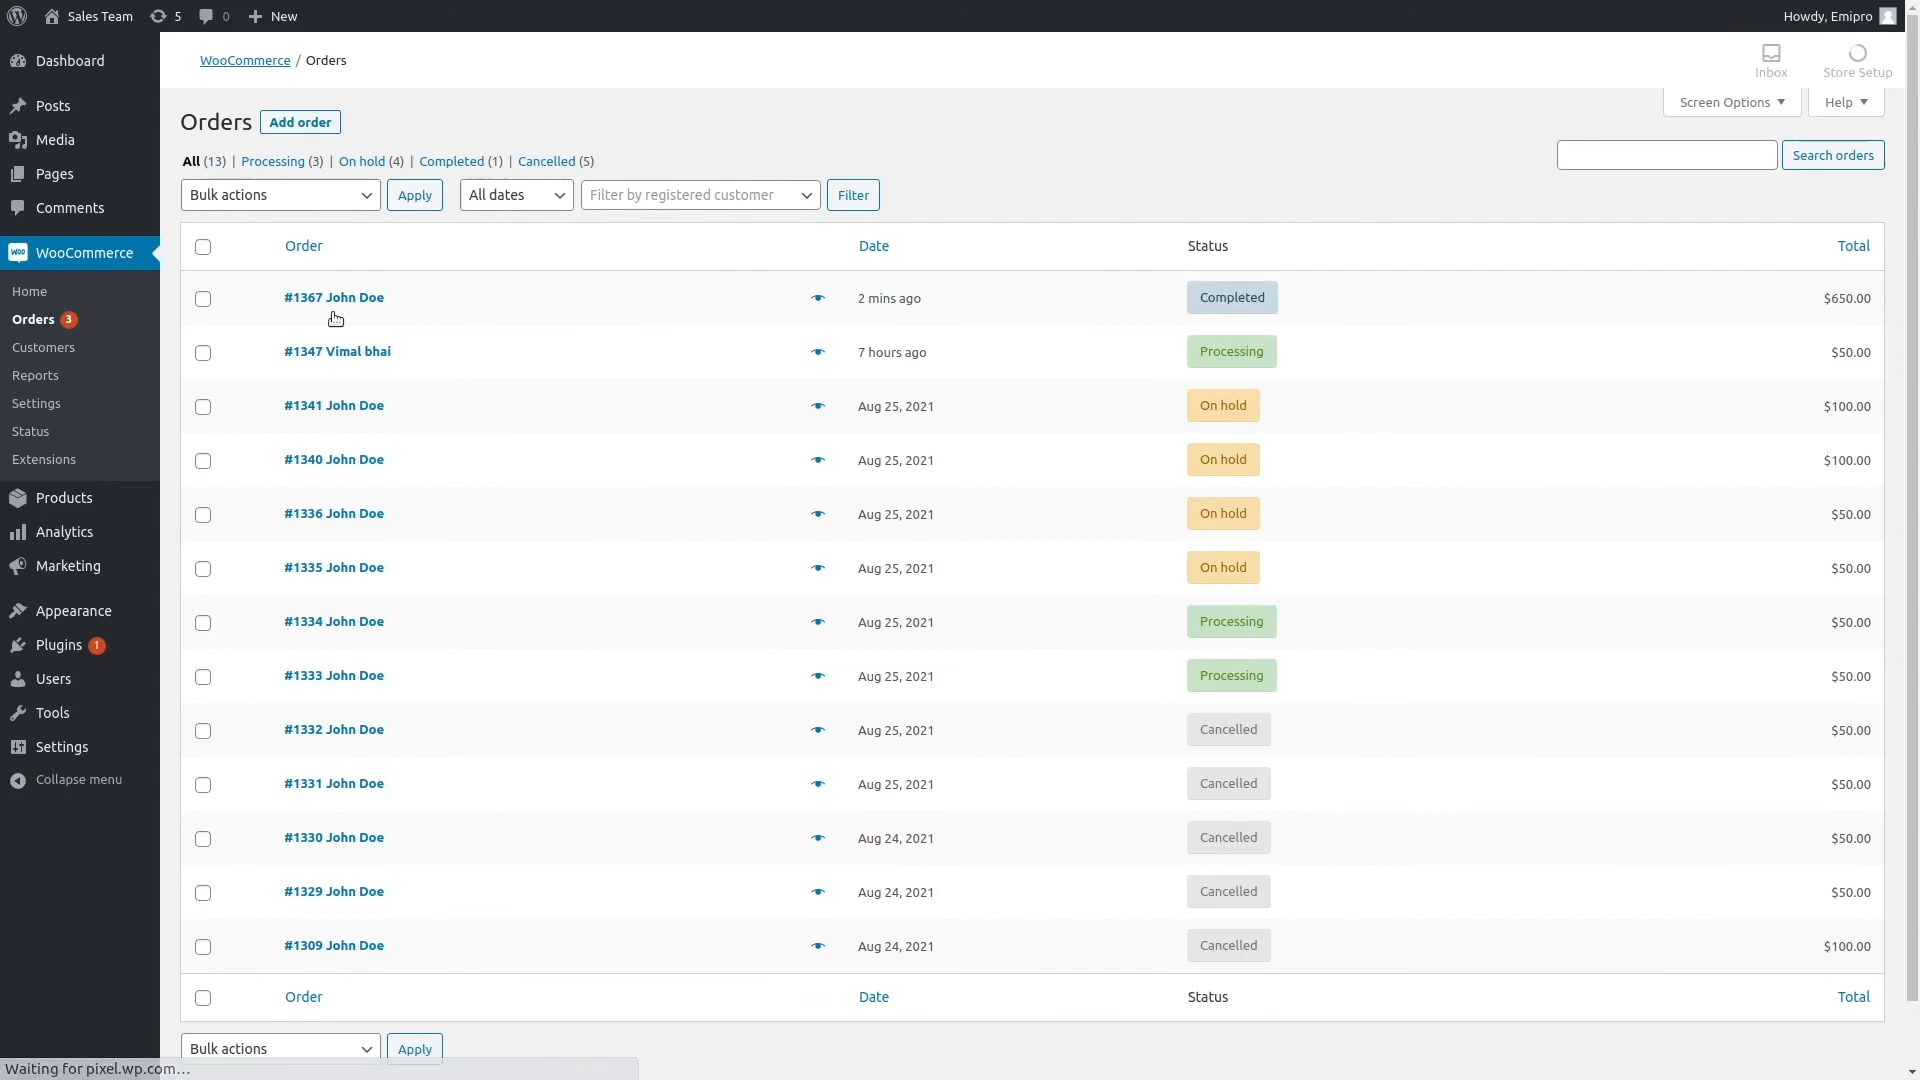 Sales Team 5 0 New Howdy, Emipro
WooCommerce / Orders
Inbox
Store Setup
Screen Options ▼ Help ▼
Dashboard
Posts
Media
Pages
Comments
woo WooCommerce
Home
Orders 3
Customers
Reports
Settings
Status
Extensions
Products
Analytics
Marketing
Appearance
Plugins 1
Users
Tools
Settings
Collapse menu
Orders Add order
All (13) | Processing (3) | On hold (4) | Completed (1) | Cancelled (5)
Search orders
Bulk actions Apply All dates Filter by registered customer Filter
Order Date Status Total
#1367 John Doe 2 mins ago Completed $650.00
#1347 Vimal bhai 7 hours ago Processing $50.00
#1341 John Doe Aug 25, 2021 On hold $100.00
#1340 John Doe Aug 25, 2021 On hold $100.00
#1336 John Doe Aug 25, 2021 On hold $50.00
#1335 John Doe Aug 25, 2021 On hold $50.00
#1334 John Doe Aug 25, 2021 Processing $50.00
#1333 John Doe Aug 25, 2021 Processing $50.00
#1332 John Doe Aug 25, 2021 Cancelled $50.00
#1331 John Doe Aug 25, 2021 Cancelled $50.00
#1330 John Doe Aug 24, 2021 Cancelled $50.00
#1329 John Doe Aug 24, 2021 Cancelled $50.00
#1309 John Doe Aug 24, 2021 Cancelled $100.00
Order Date Status Total
Bulk actions Apply
Waiting for pixel.wp.com...